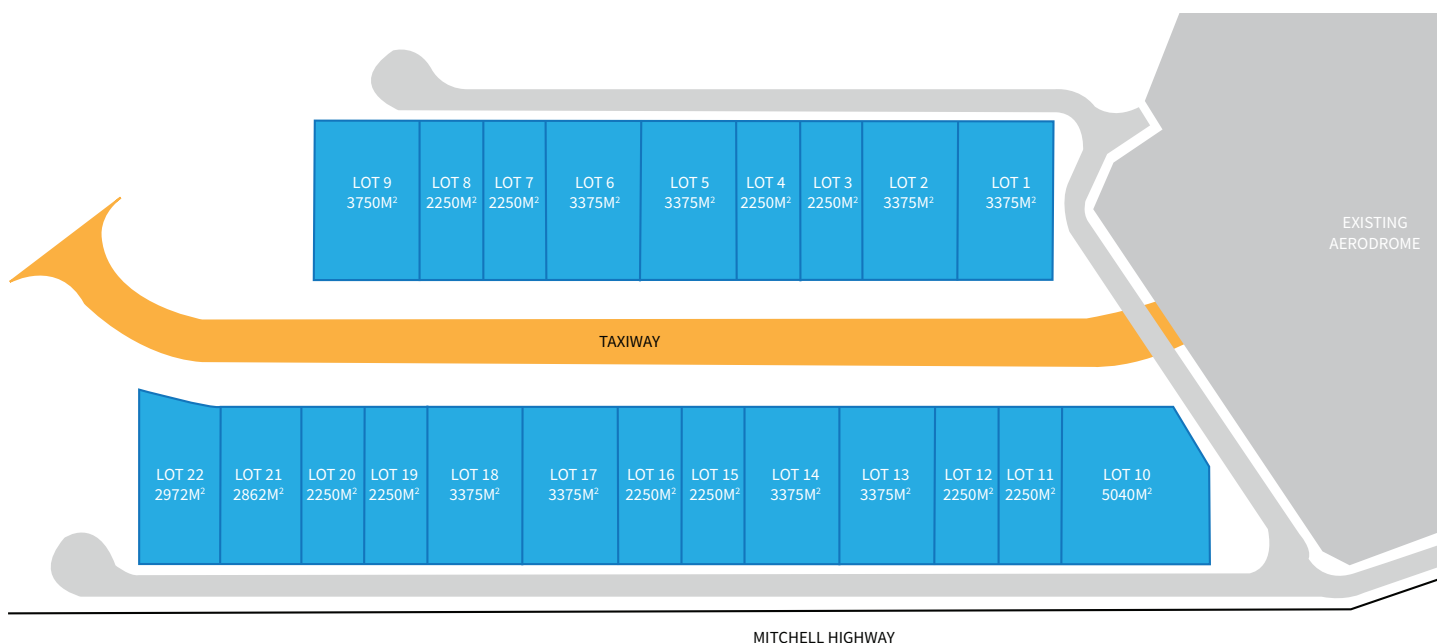 LOT 9
3750M²
LOT 8
2250M²
LOT 7
2250M²
LOT 6
3375M²
LOT 5
3375M²
LOT 4
2250M²
LOT 3
2250M²
LOT 2
3375M²
LOT 1
3375M²
EXISTING
AERODROME
TAXIWAY
LOT 22
2972M²
LOT 21
2862M²
LOT 20
2250M²
LOT 19
2250M²
LOT 18
3375M²
LOT 17
3375M²
LOT 16
2250M²
LOT 15
2250M²
LOT 14
3375M²
LOT 13
3375M²
LOT 12
2250M²
LOT 11
2250M²
LOT 10
5040M²
MITCHELL HIGHWAY